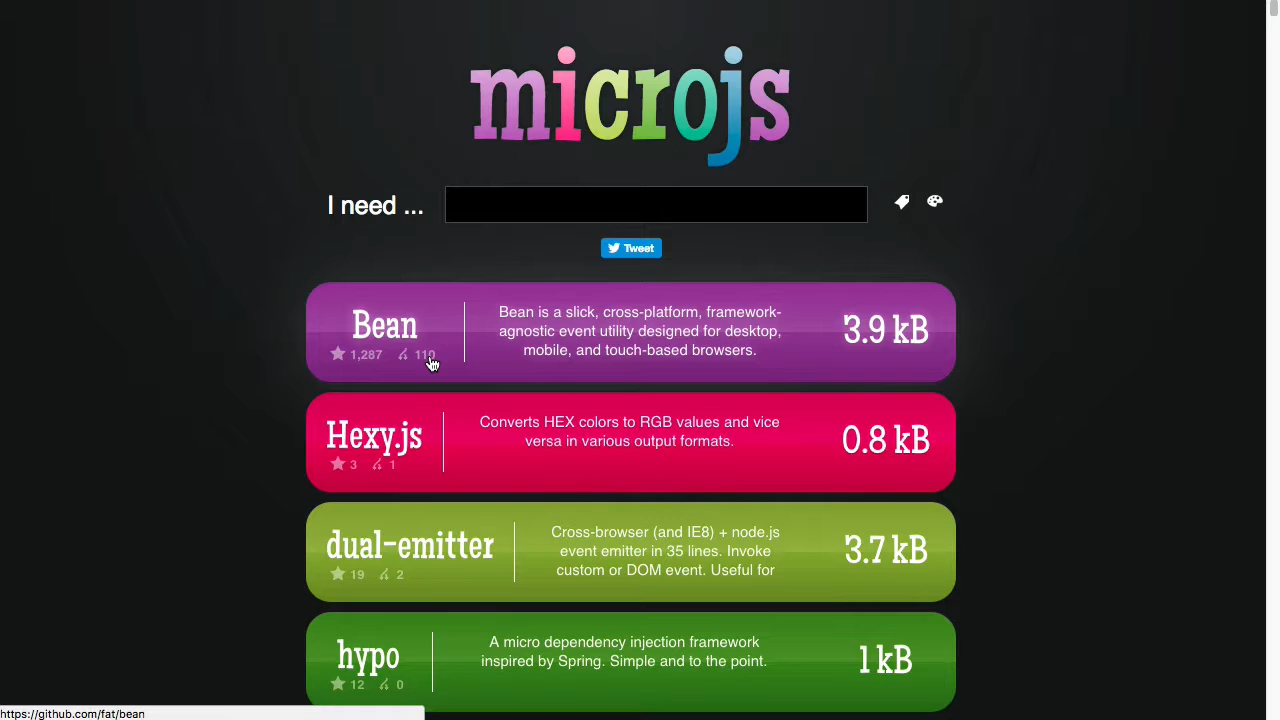 microjs
I need ...
Tweet
Bean
1,287 110
Bean is a slick, cross-platform, framework-
agnostic event utility designed for desktop,
mobile, and touch-based browsers.
3.9 kB
Hexy.js
3 1
Converts HEX colors to RGB values and vice
versa in various output formats.
0.8 kB
dual-emitter
19 2
Cross-browser (and IE8) + node.js
event emitter in 35 lines. Invoke
custom or DOM event. Useful for
3.7 kB
hypo
12 0
A micro dependency injection framework
inspired by Spring. Simple and to the point.
1 kB
https://github.com/fat/bean